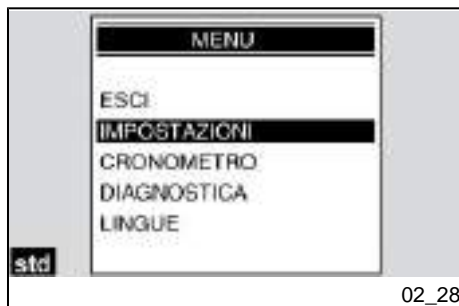 MENU
ESCI
IMPOSTAZIONI
CRONOMETRO
DIAGNOSTICA
LINGUE
std
02_28